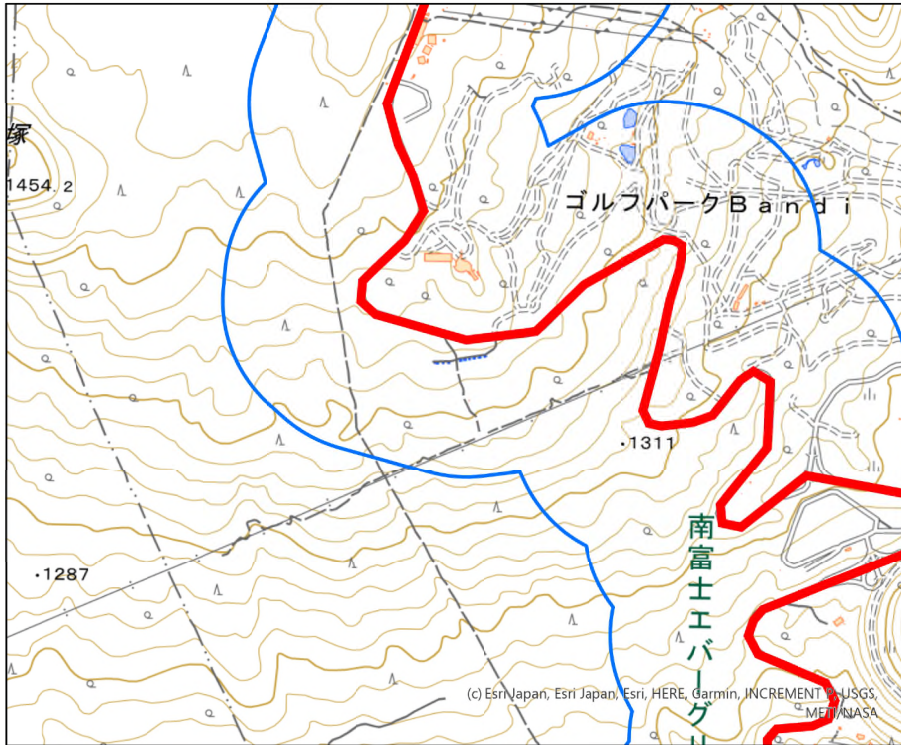 塚
1454.2
ゴルフパークBandi
・1311
・1287
南富士エバーグリ
(c) Esri Japan, Esri Japan, Esri, HERE, Garmin, INCREMENT P, USGS,
METI/NASA